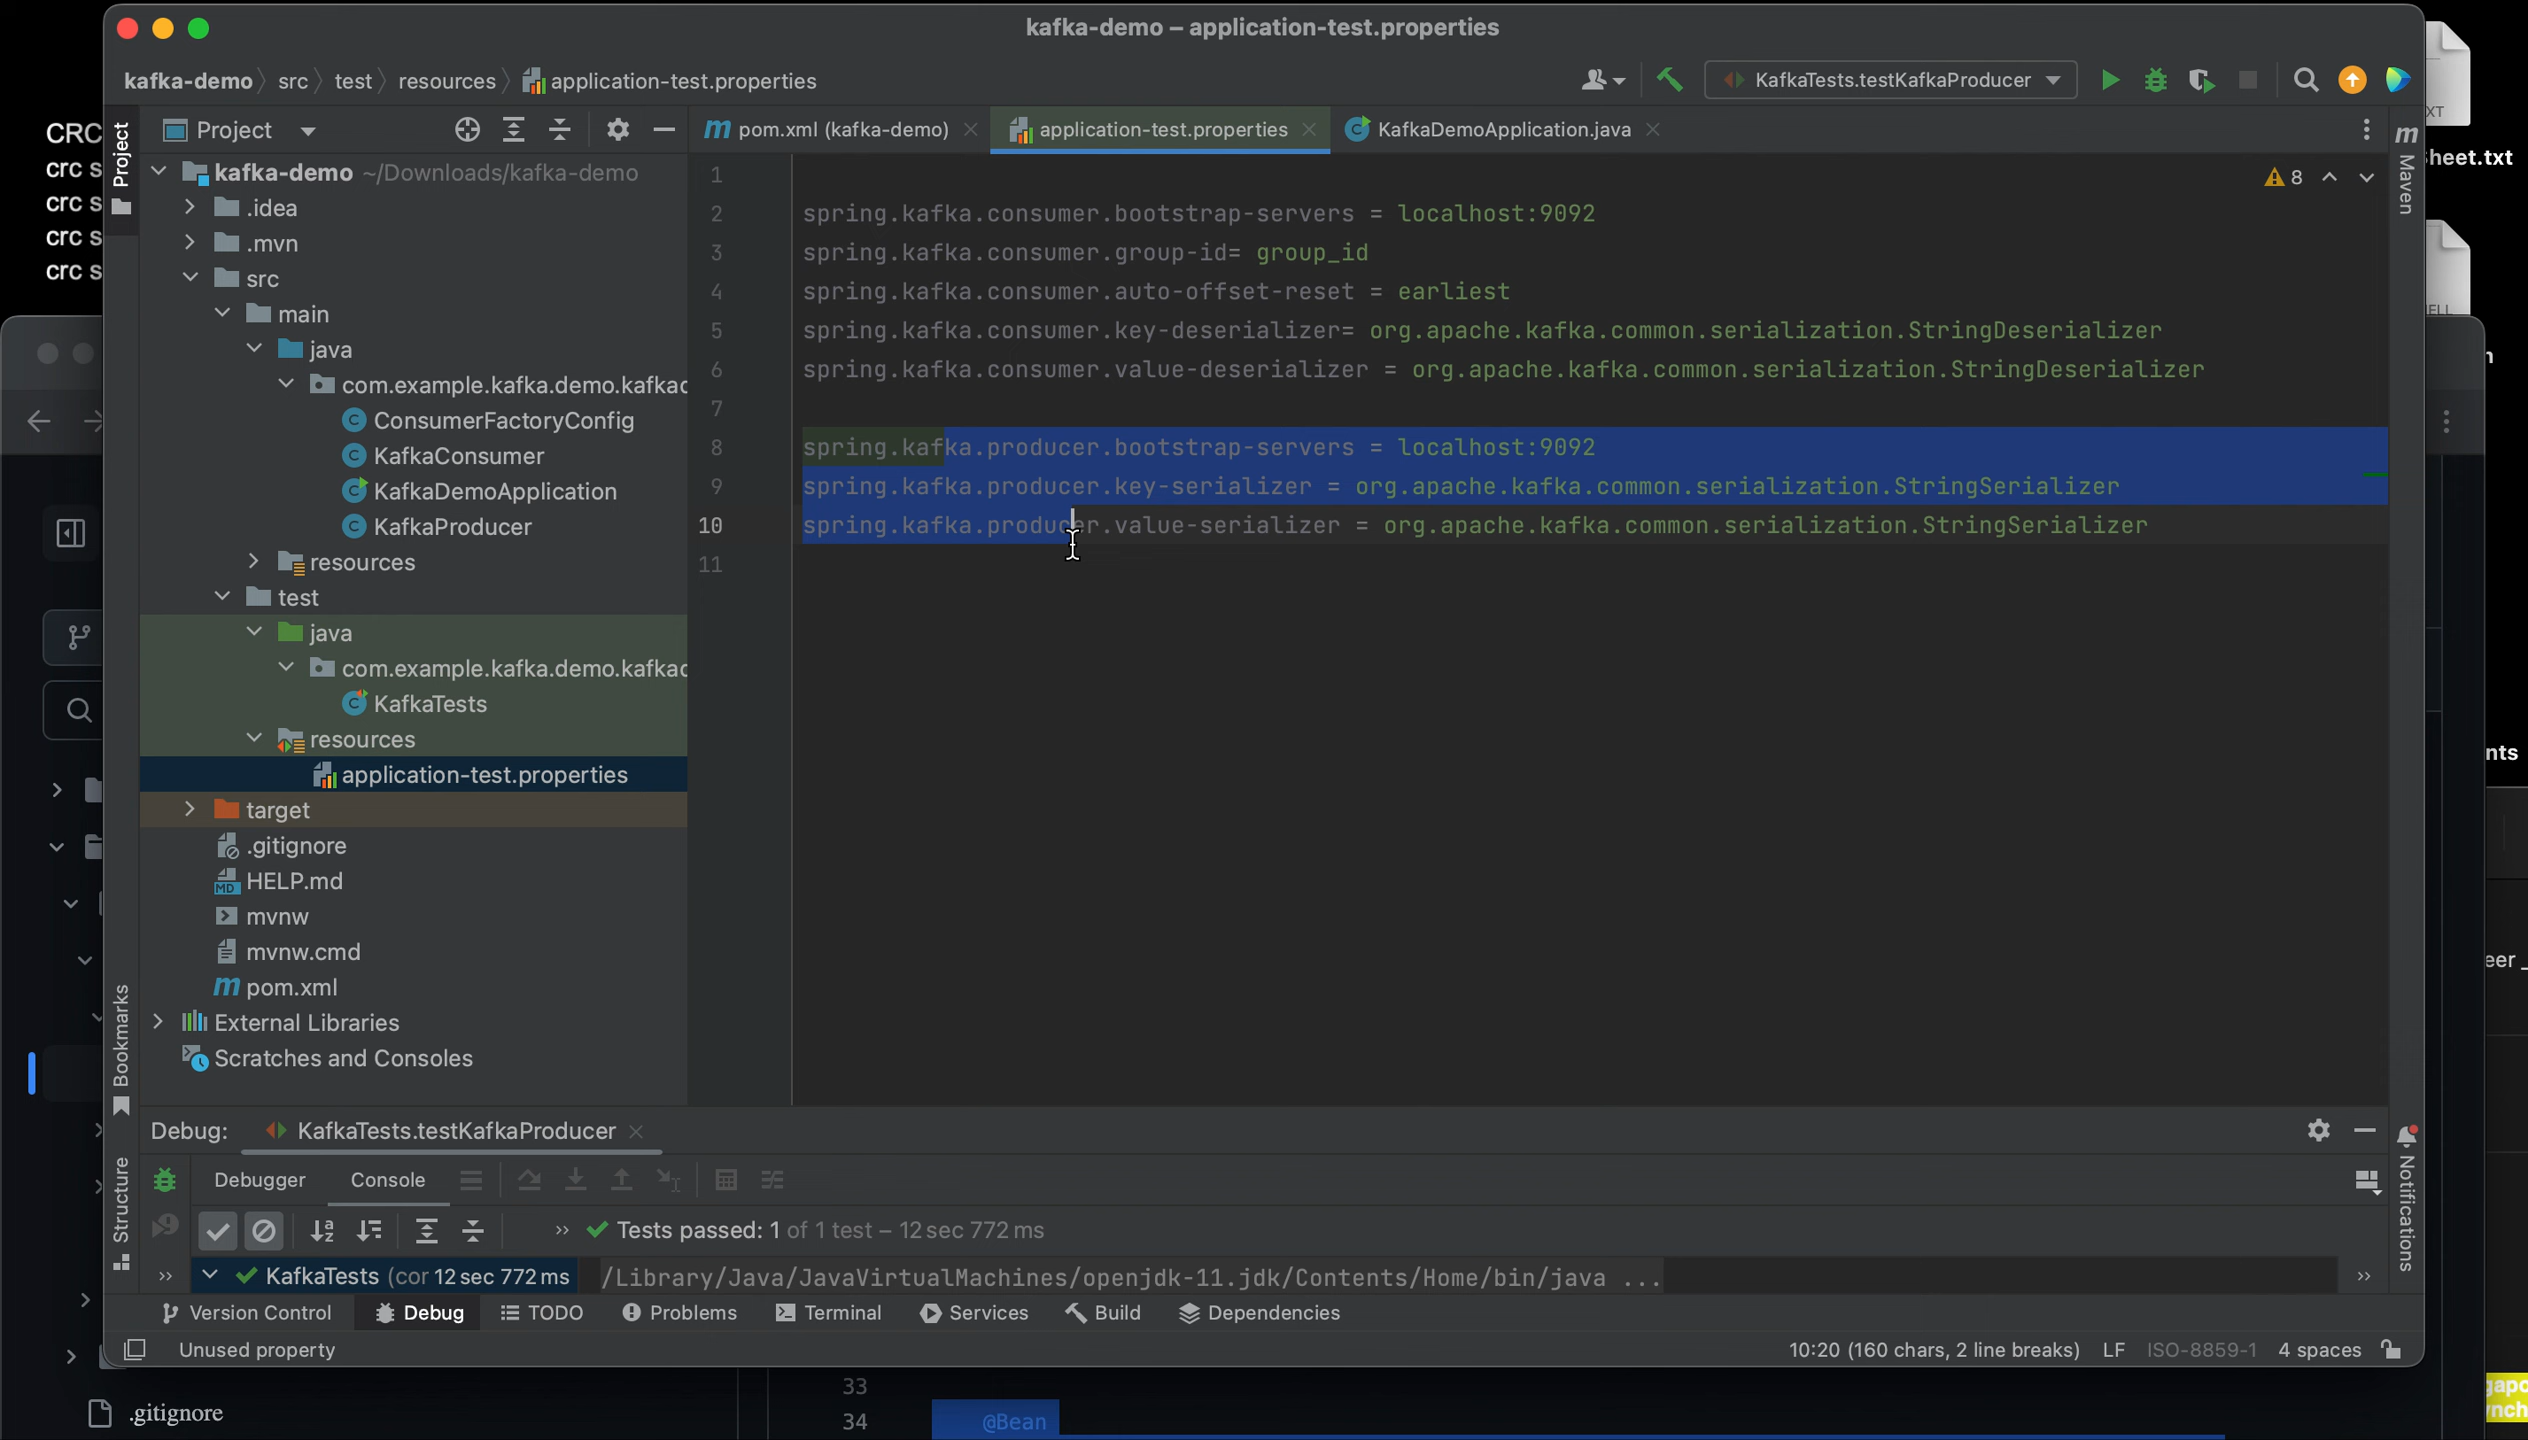 kafka-demo – application-test.properties
kafka-demo src test resources application-test.properties
KafkaTests.testKafkaProducer
Project
pom.xml (kafka-demo)
application-test.properties
KafkaDemoApplication.java
Project
Maven
kafka-demo ~/Downloads/kafka-demo
.idea
.mvn
src
main
java
com.example.kafka.demo.kafkac
ConsumerFactoryConfig
KafkaConsumer
KafkaDemoApplication
KafkaProducer
resources
test
java
com.example.kafka.demo.kafkac
KafkaTests
resources
application-test.properties
target
.gitignore
HELP.md
mvnw
mvnw.cmd
pom.xml
External Libraries
Scratches and Consoles
8
1
2 spring.kafka.consumer.bootstrap-servers = localhost:9092
3 spring.kafka.consumer.group-id= group_id
4 spring.kafka.consumer.auto-offset-reset = earliest
5 spring.kafka.consumer.key-deserializer= org.apache.kafka.common.serialization.StringDeserializer
6 spring.kafka.consumer.value-deserializer = org.apache.kafka.common.serialization.StringDeserializer
7
8 spring.kafka.producer.bootstrap-servers = localhost:9092
9 spring.kafka.producer.key-serializer = org.apache.kafka.common.serialization.StringSerializer
10 spring.kafka.producer.value-serializer = org.apache.kafka.common.serialization.StringSerializer
11
Bookmarks
Structure
Notifications
Debug: KafkaTests.testKafkaProducer
Debugger Console
Tests passed: 1 of 1 test – 12 sec 772 ms
KafkaTests (cor 12 sec 772 ms
/Library/Java/JavaVirtualMachines/openjdk-11.jdk/Contents/Home/bin/java ...
Version Control Debug TODO Problems Terminal Services Build Dependencies
Unused property
10:20 (160 chars, 2 line breaks) LF ISO-8859-1 4 spaces
CRC
crc s
crc s
crc s
crc s
heet.txt
nts
eer _
33
34 @Bean
.gitignore